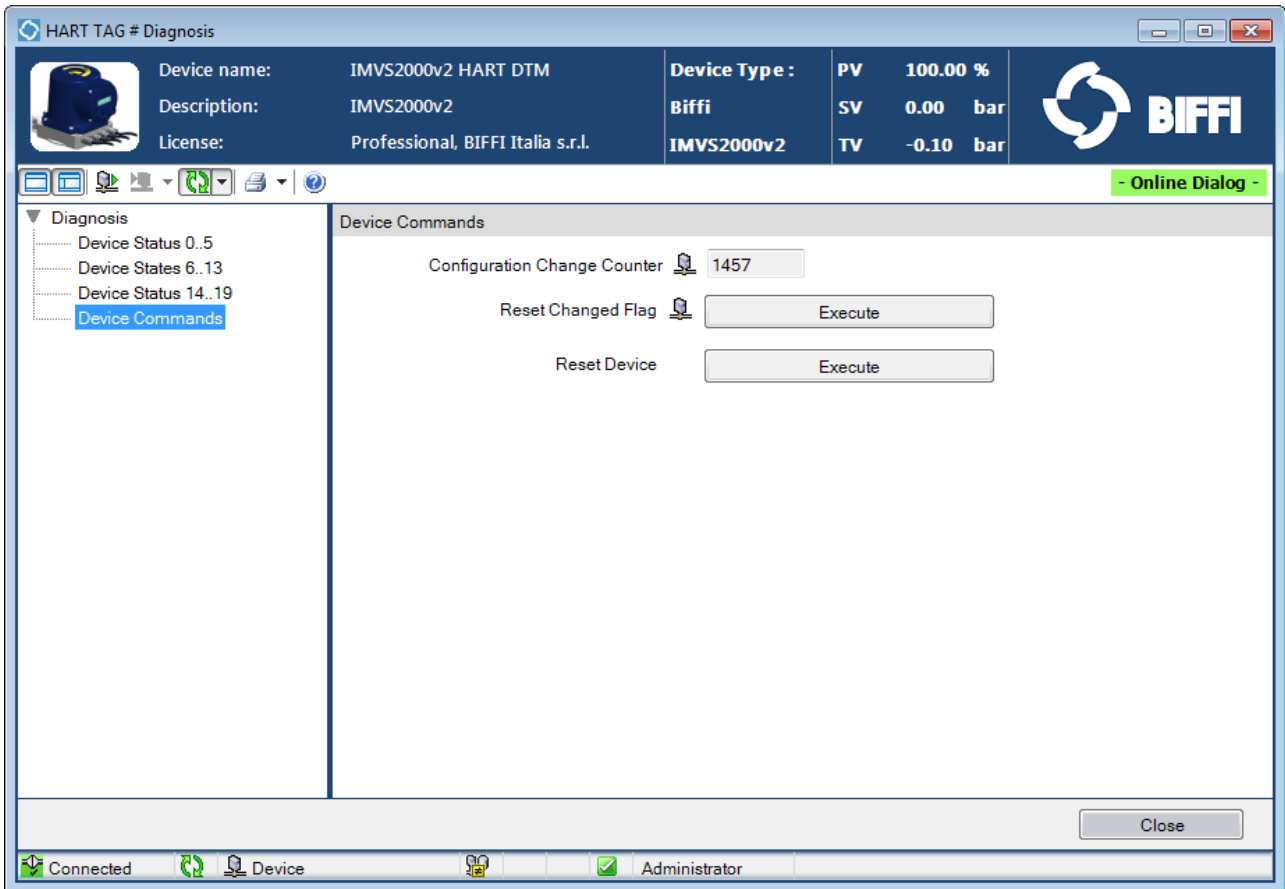 HART TAG # Diagnosis
Device name: IMVS2000v2 HART DTM Device Type : PV 100.00 %
Description: IMVS2000v2 Biffi SV 0.00 bar
License: Professional, BIFFI Italia s.r.l. IMVS2000v2 TV -0.10 bar
BIFFI
- Online Dialog -
Diagnosis
Device Status 0..5
Device States 6..13
Device Status 14..19
Device Commands
Device Commands
Configuration Change Counter 1457
Reset Changed Flag Execute
Reset Device Execute
Close
Connected Device Administrator